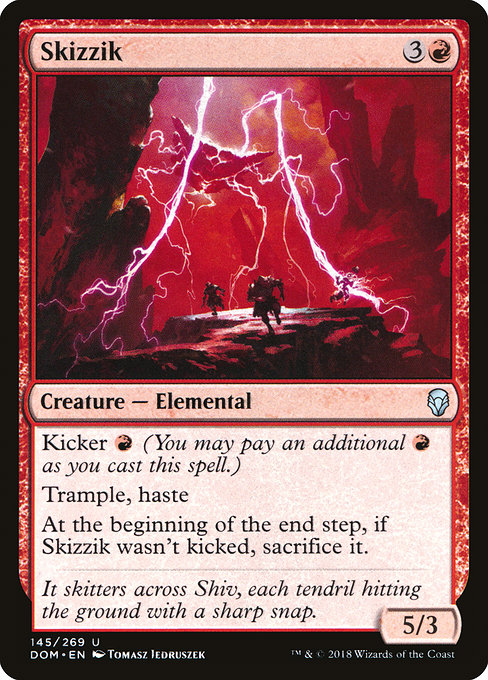 Skizzik 3
Creature — Elemental
Kicker (You may pay an additional
as you cast this spell.)
Trample, haste
At the beginning of the end step, if
Skizzik wasn't kicked, sacrifice it.
It skitters across Shiv, each tendril hitting
the ground with a sharp snap.
5/3
145/269 U
DOM • EN Tomasz Jedruszek
™ & © 2018 Wizards of the Coast